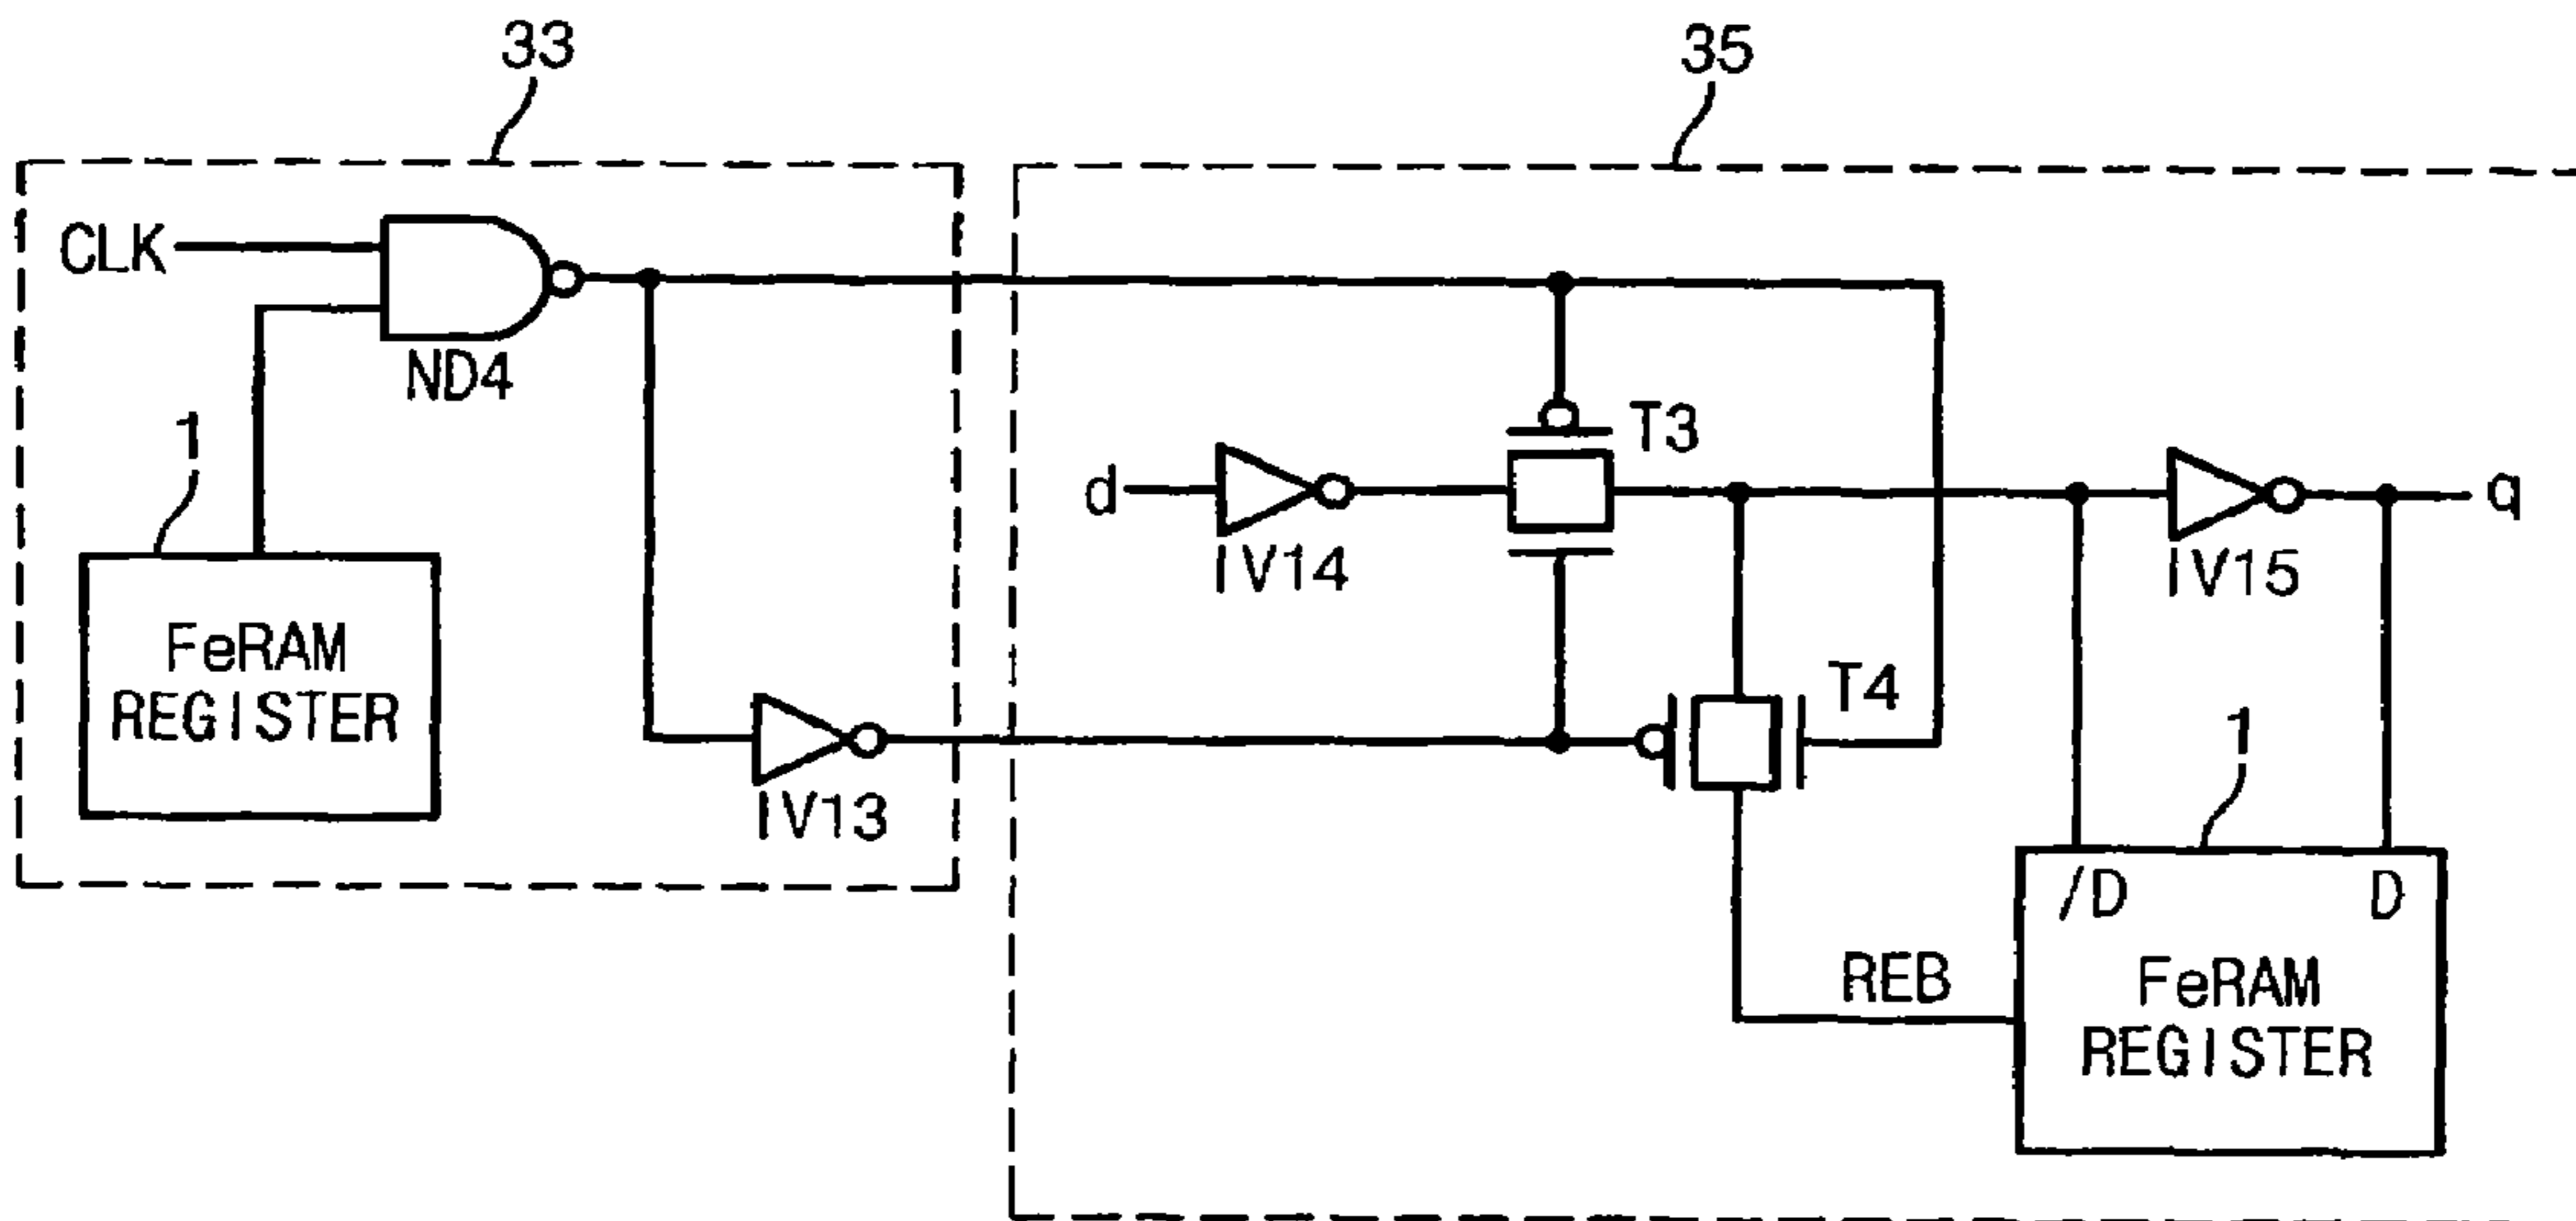 33
35
CLK
ND4
1
FeRAM
REGISTER
IV13
d
IV14
T3
T4
IV15
q
1
/D
D
REB
FeRAM
REGISTER